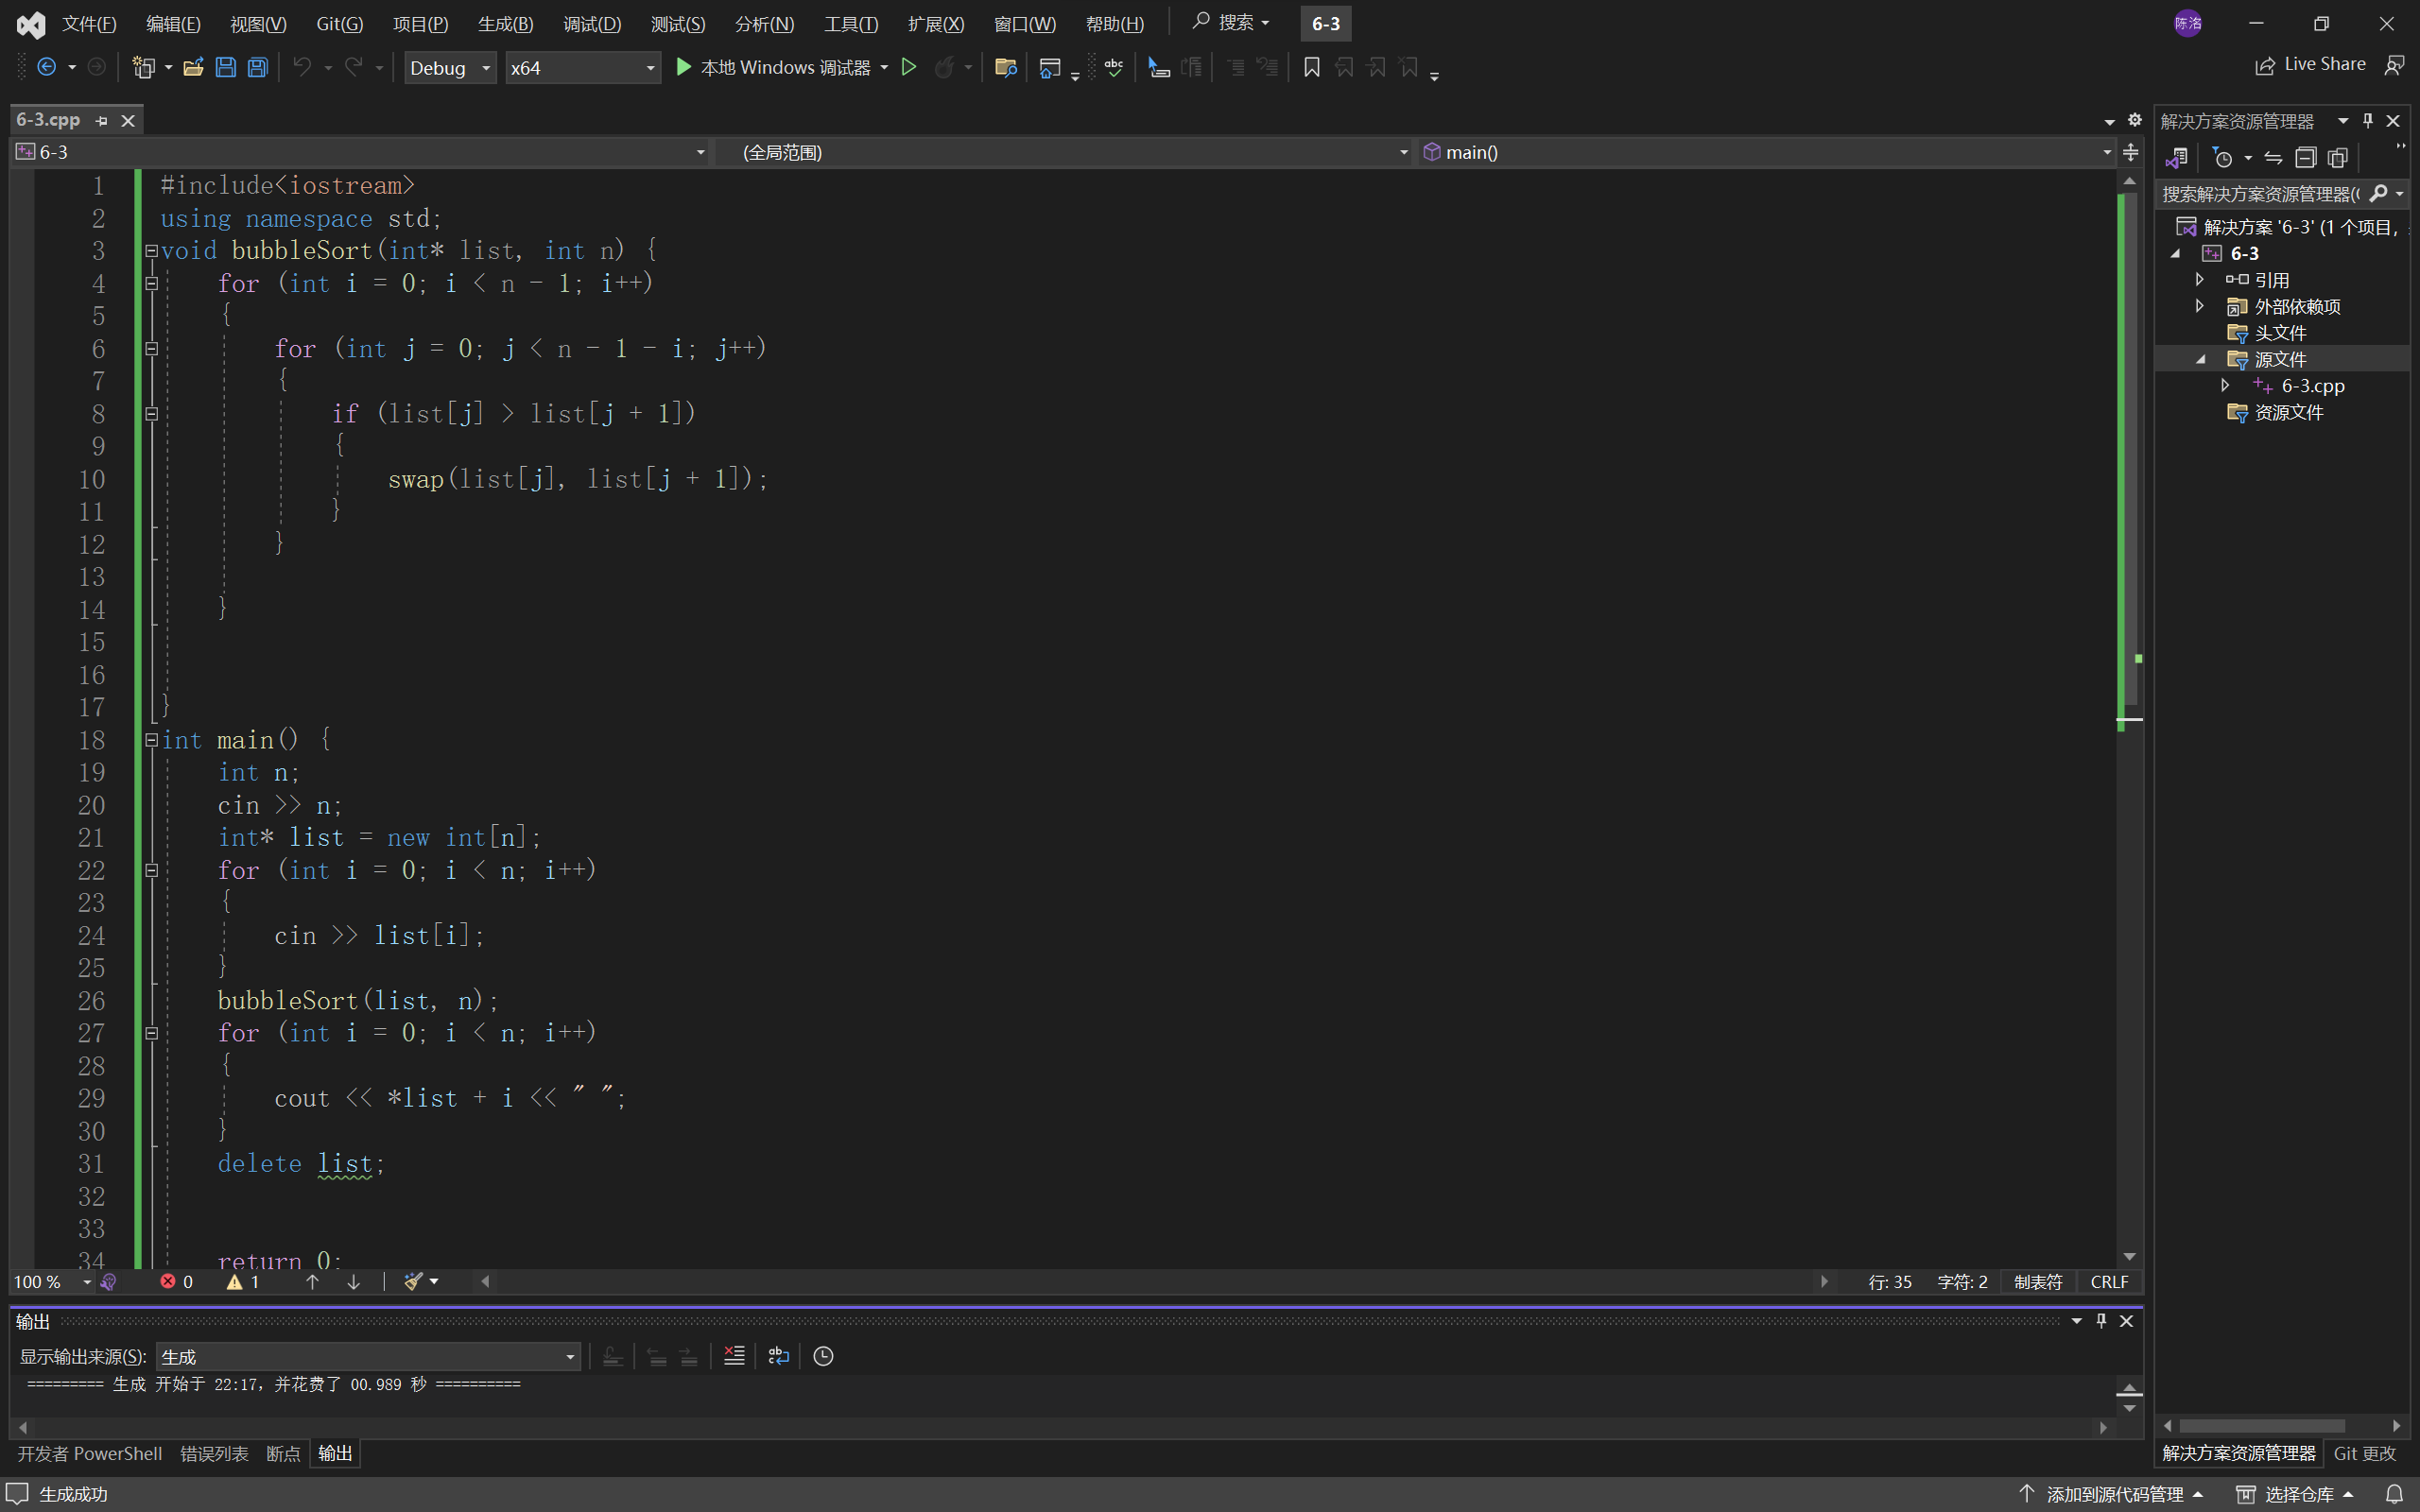 文件(F) 编辑(E) 视图(V) Git(G) 项目(P) 生成(B) 调试(D) 测试(S) 分析(N) 工具(T) 扩展(X) 窗口(W) 帮助(H) 搜索 6-3 陈洛
Debug x64 本地 Windows 调试器 Live Share
6-3.cpp
6-3 (全局范围) main()
1 #include<iostream>
2 using namespace std;
3 void bubbleSort(int* list, int n) {
4 for (int i = 0; i < n - 1; i++)
5 {
6 for (int j = 0; j < n - 1 - i; j++)
7 {
8 if (list[j] > list[j + 1])
9 {
10 swap(list[j], list[j + 1]);
11 }
12 }
13
14 }
15
16
17 }
18 int main() {
19 int n;
20 cin >> n;
21 int* list = new int[n];
22 for (int i = 0; i < n; i++)
23 {
24 cin >> list[i];
25 }
26 bubbleSort(list, n);
27 for (int i = 0; i < n; i++)
28 {
29 cout << *list + i << " ";
30 }
31 delete list;
32
33
34 return 0;
100 % 0 1 行: 35 字符: 2 制表符 CRLF
输出
显示输出来源(S): 生成
========= 生成 开始于 22:17，并花费了 00.989 秒 ==========
开发者 PowerShell 错误列表 断点 输出
解决方案资源管理器
搜索解决方案资源管理器(
解决方案 '6-3' (1 个项目，
6-3
引用
外部依赖项
头文件
源文件
6-3.cpp
资源文件
解决方案资源管理器 Git 更改
生成成功 添加到源代码管理 选择仓库